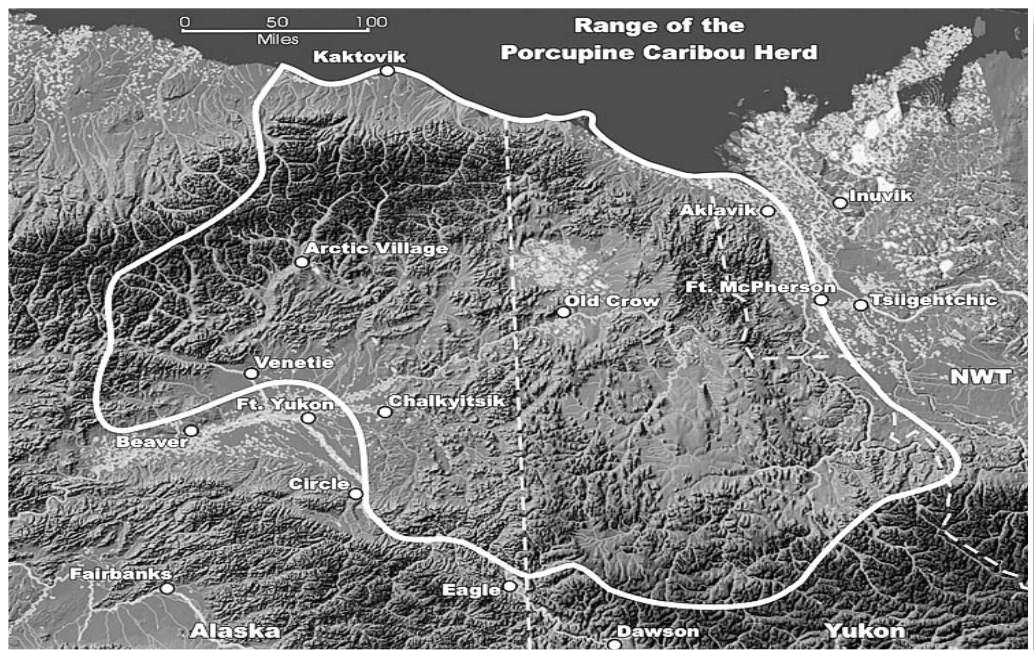 0 50 100
Miles
Range of the
Porcupine Caribou Herd
Kaktovik
Inuvik
Aklavik
Arctic Village
Ft. McPherson
Tsiigehtchic
Old Crow
Venetie
NWT
Ft. Yukon
Chalkyitsik
Beaver
Circle
Fairbanks
Eagle
Alaska
Dawson
Yukon